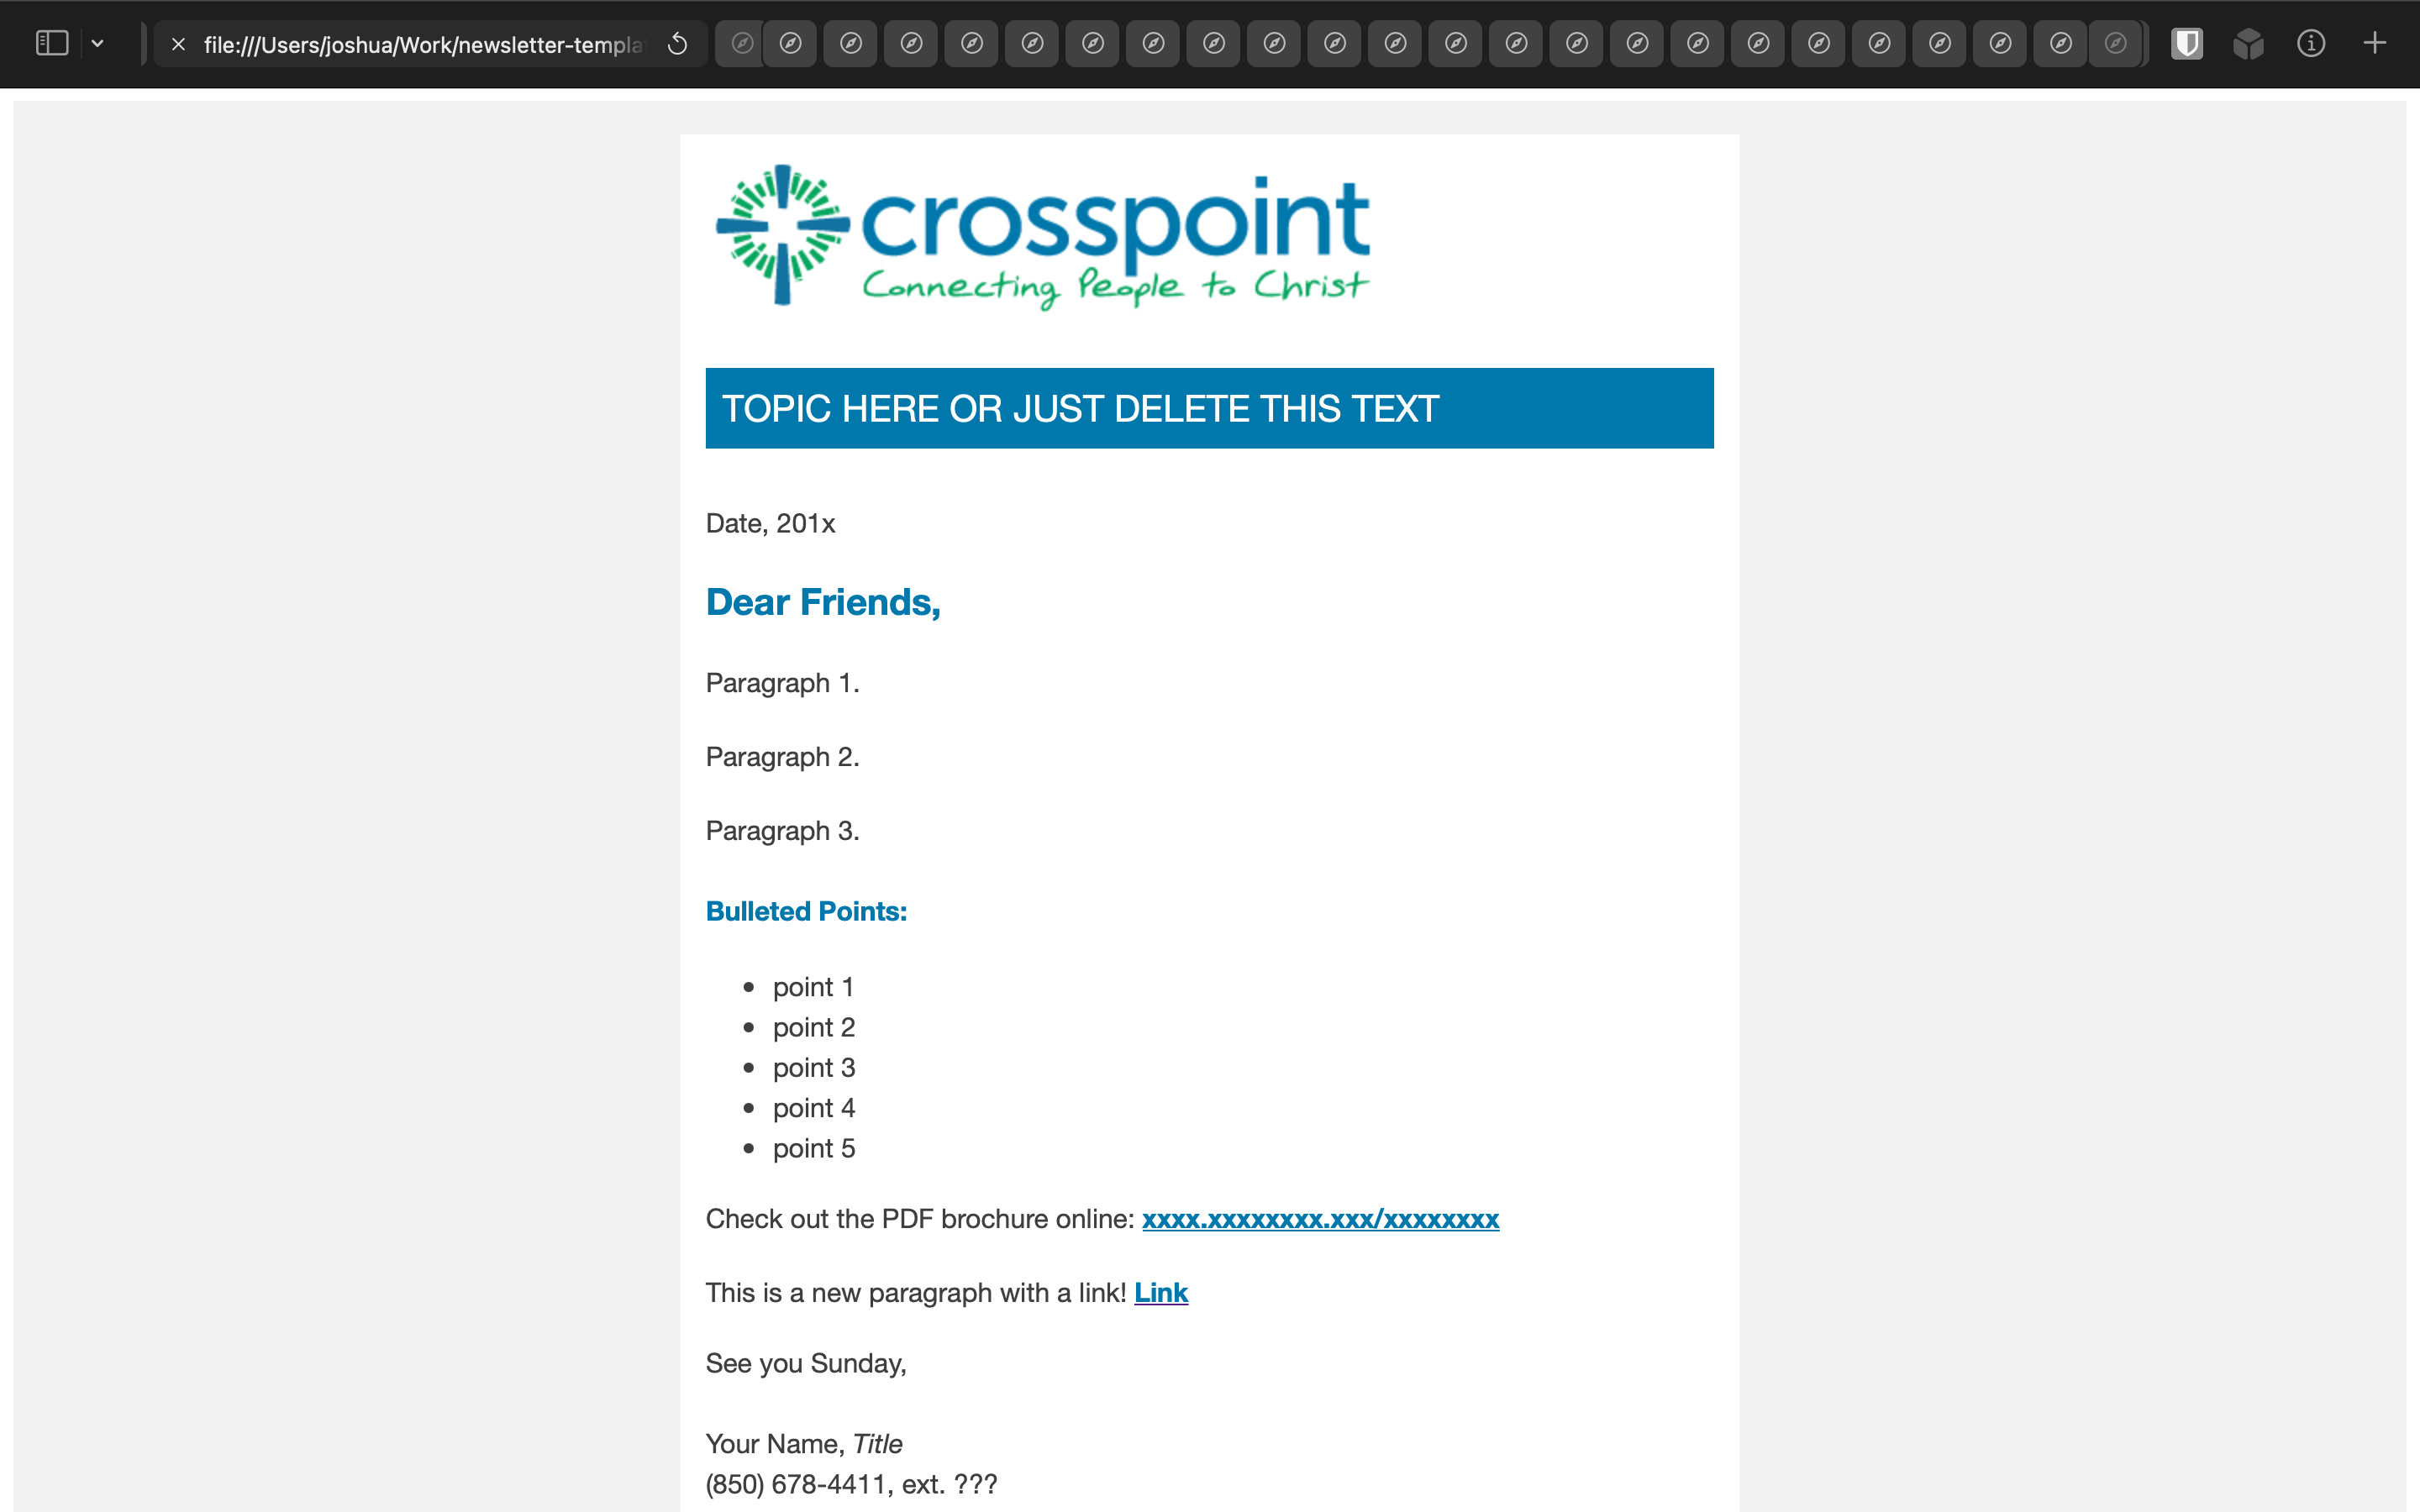 file:///Users/joshua/Work/newsletter-templa
crosspoint
Connecting People to Christ
TOPIC HERE OR JUST DELETE THIS TEXT
Date, 201x
Dear Friends,
Paragraph 1.
Paragraph 2.
Paragraph 3.
Bulleted Points:
• point 1
• point 2
• point 3
• point 4
• point 5
Check out the PDF brochure online: xxxx.xxxxxxxx.xxx/xxxxxxxx
This is a new paragraph with a link! Link
See you Sunday,
Your Name, Title
(850) 678-4411, ext. ???